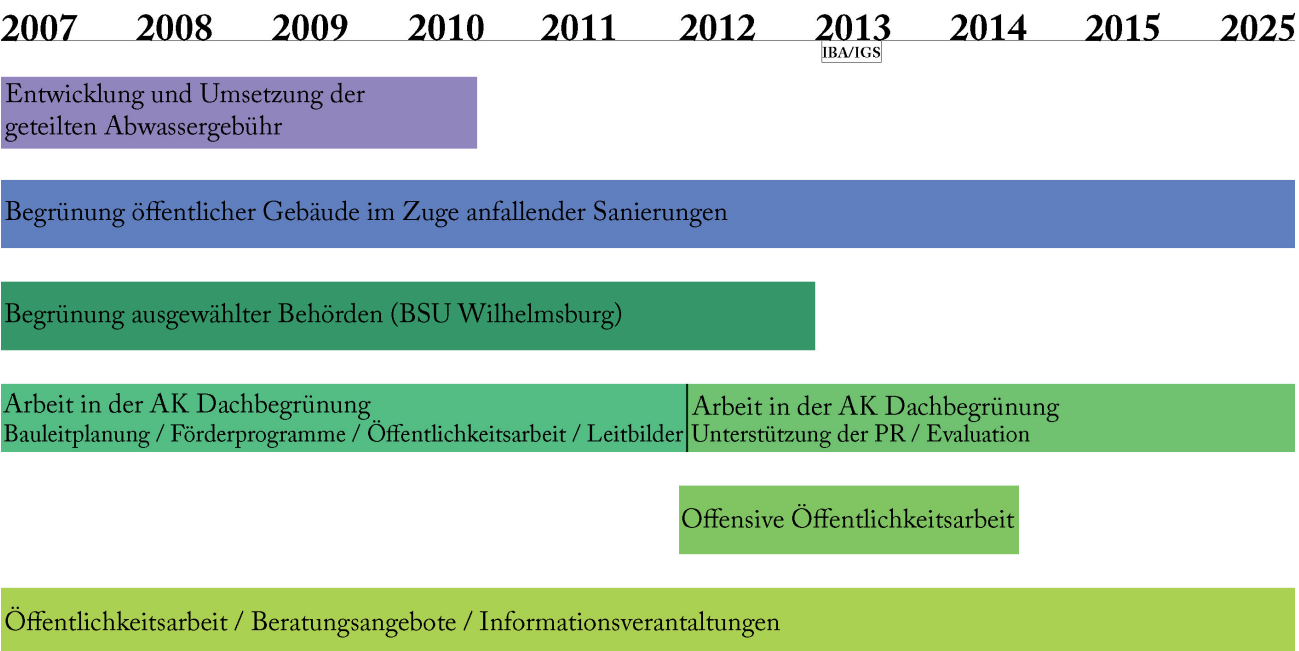 2007 2008 2009 2010 2011 2012 2013 2014 2015 2025
IBA/IGS
Entwicklung und Umsetzung der
geteilten Abwassergebühr
Begrünung öffentlicher Gebäude im Zuge anfallender Sanierungen
Begrünung ausgewählter Behörden (BSU Wilhelmsburg)
Arbeit in der AK Dachbegrünung
Bauleitplanung / Förderprogramme / Öffentlichkeitsarbeit / Leitbilder
Arbeit in der AK Dachbegrünung
Unterstützung der PR / Evaluation
Offensive Öffentlichkeitsarbeit
Öffentlichkeitsarbeit / Beratungsangebote / Informationsverantaltungen